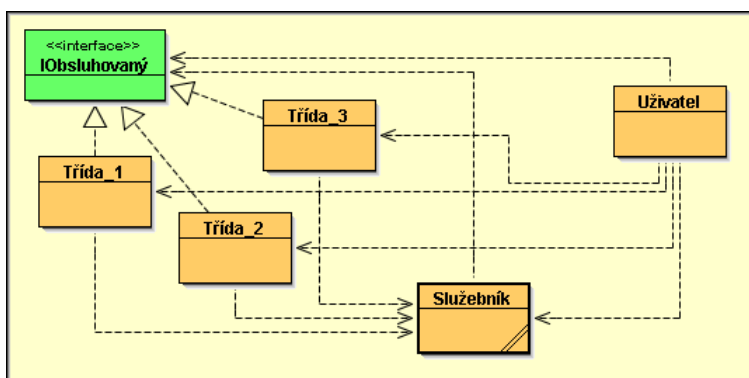 <<interface>>
IObsluhovaný
Třída_3
Uživatel
Třída_1
Třída_2
Služebník